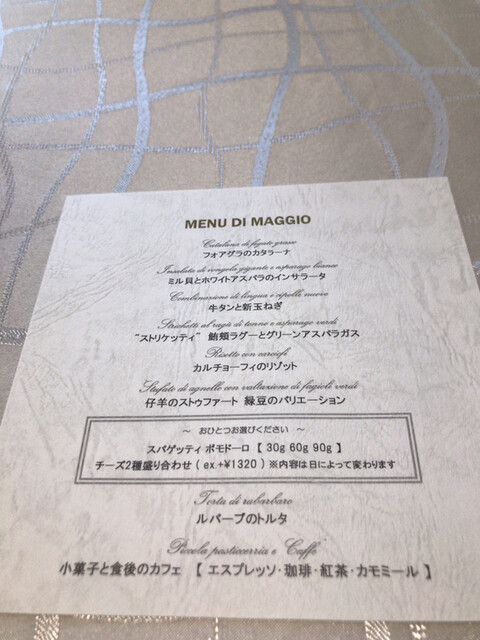 MENU DI MAGGIO
Catalana di fegato grasso
フォアグラのカタラーナ
Insalata di vongola gigante e asparago bianco
ミル貝とホワイトアスパラのインサラータ
Combinazione di lingua e cipolle nuove
牛タンと新玉ねぎ
Strichetti al ragù di tonno e asparago verdi
“ストリケッティ” 鮪頬ラグーとグリーンアスパラガス
Risotto con carciofi
カルチョーフィのリゾット
Stufato di agnello con valtazione di fagioli verdi
仔羊のストゥファート 緑豆のバリエーション
～ おひとつお選びください ～
スパゲッティ ポモドーロ 【 30g 60g 90g 】
チーズ2種盛り合わせ ( ex.+¥1320 ) ※内容は日によって変わります
Torta di rabarbaro
ルバーブのトルタ
Piccola pasticcerria e Caffé
小菓子と食後のカフェ 【 エスプレッソ・珈琲・紅茶・カモミール 】